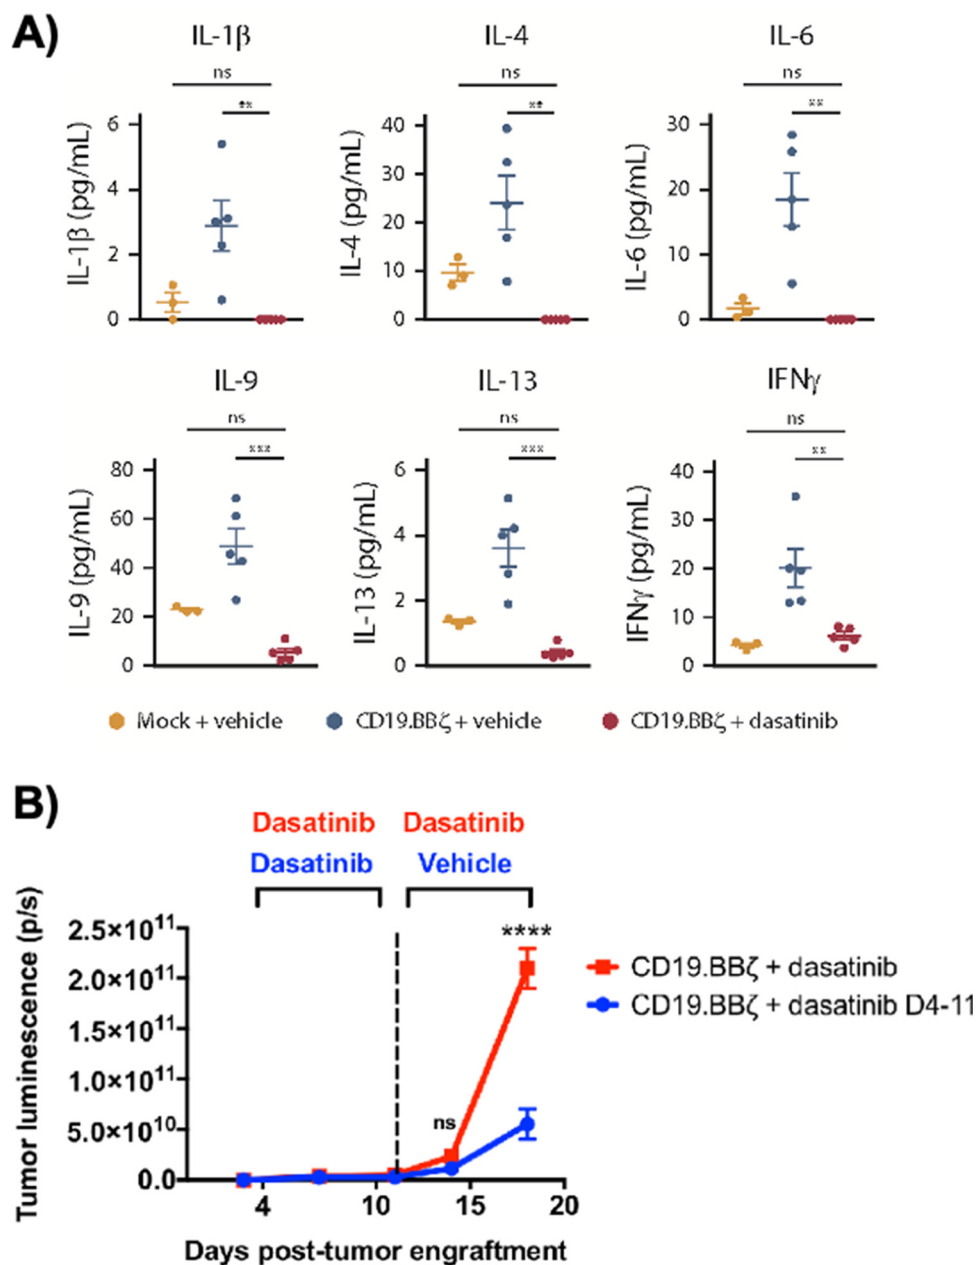 A)
IL-1β
ns
**
IL-1β (pg/mL)
6
4
2
0
IL-4
ns
**
IL-4 (pg/mL)
40
30
20
10
0
IL-6
ns
**
IL-6 (pg/mL)
30
20
10
0
IL-9
ns
***
IL-9 (pg/mL)
80
60
40
20
0
IL-13
ns
***
IL-13 (pg/mL)
6
4
2
0
IFNγ
ns
**
IFNγ (pg/mL)
40
30
20
10
0
Mock + vehicle
CD19.BBζ + vehicle
CD19.BBζ + dasatinib
B)
Dasatinib Dasatinib
Dasatinib Vehicle
Tumor luminescence (p/s)
2.5×10¹¹
2.0×10¹¹
1.5×10¹¹
1.0×10¹¹
5.0×10¹⁰
0.0
ns
****
4 10 15 20
Days post-tumor engraftment
CD19.BBζ + dasatinib
CD19.BBζ + dasatinib D4-11